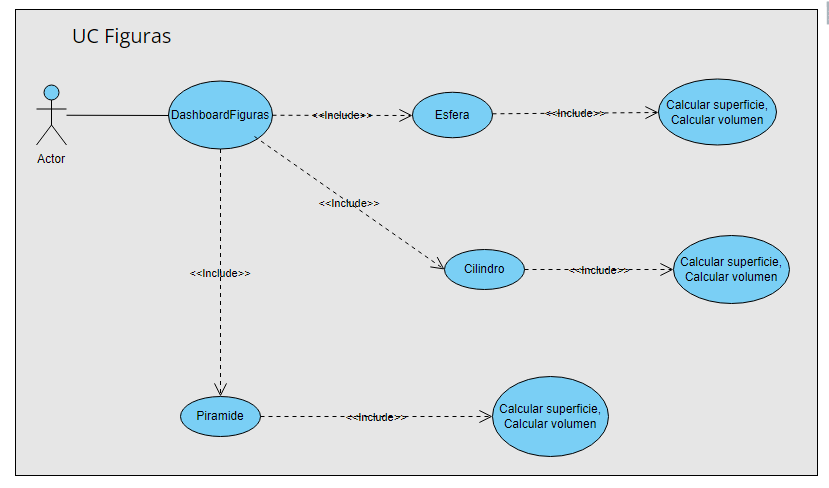 UC Figuras
Actor
DashboardFiguras
<<Include>>
Esfera
<<Include>>
Calcular superficie,
Calcular volumen
<<Include>>
Cilindro
<<Include>>
Calcular superficie,
Calcular volumen
<<Include>>
Piramide
<<Include>>
Calcular superficie,
Calcular volumen